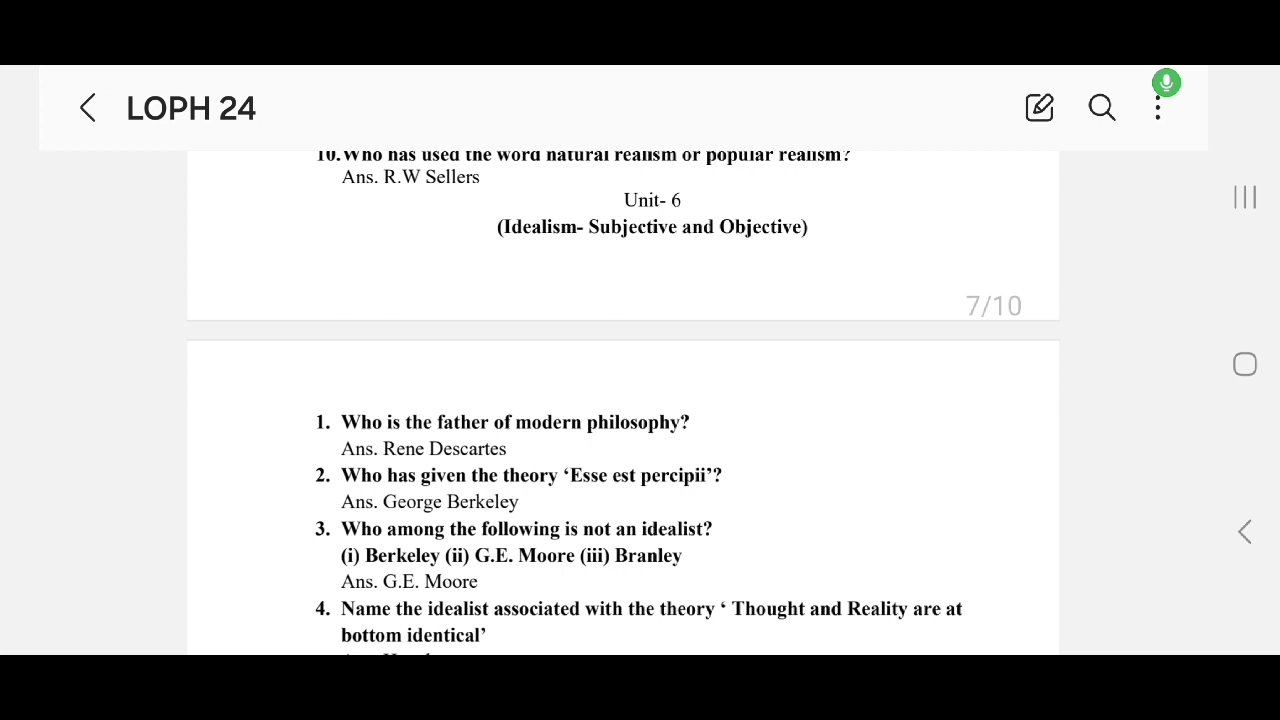 LOPH 24
10. Who has used the word natural realism or popular realism?
Ans. R.W Sellers
Unit- 6
(Idealism- Subjective and Objective)
7/10
1. Who is the father of modern philosophy?
Ans. Rene Descartes
2. Who has given the theory ‘Esse est percipii’?
Ans. George Berkeley
3. Who among the following is not an idealist?
(i) Berkeley (ii) G.E. Moore (iii) Branley
Ans. G.E. Moore
4. Name the idealist associated with the theory ‘ Thought and Reality are at
bottom identical’